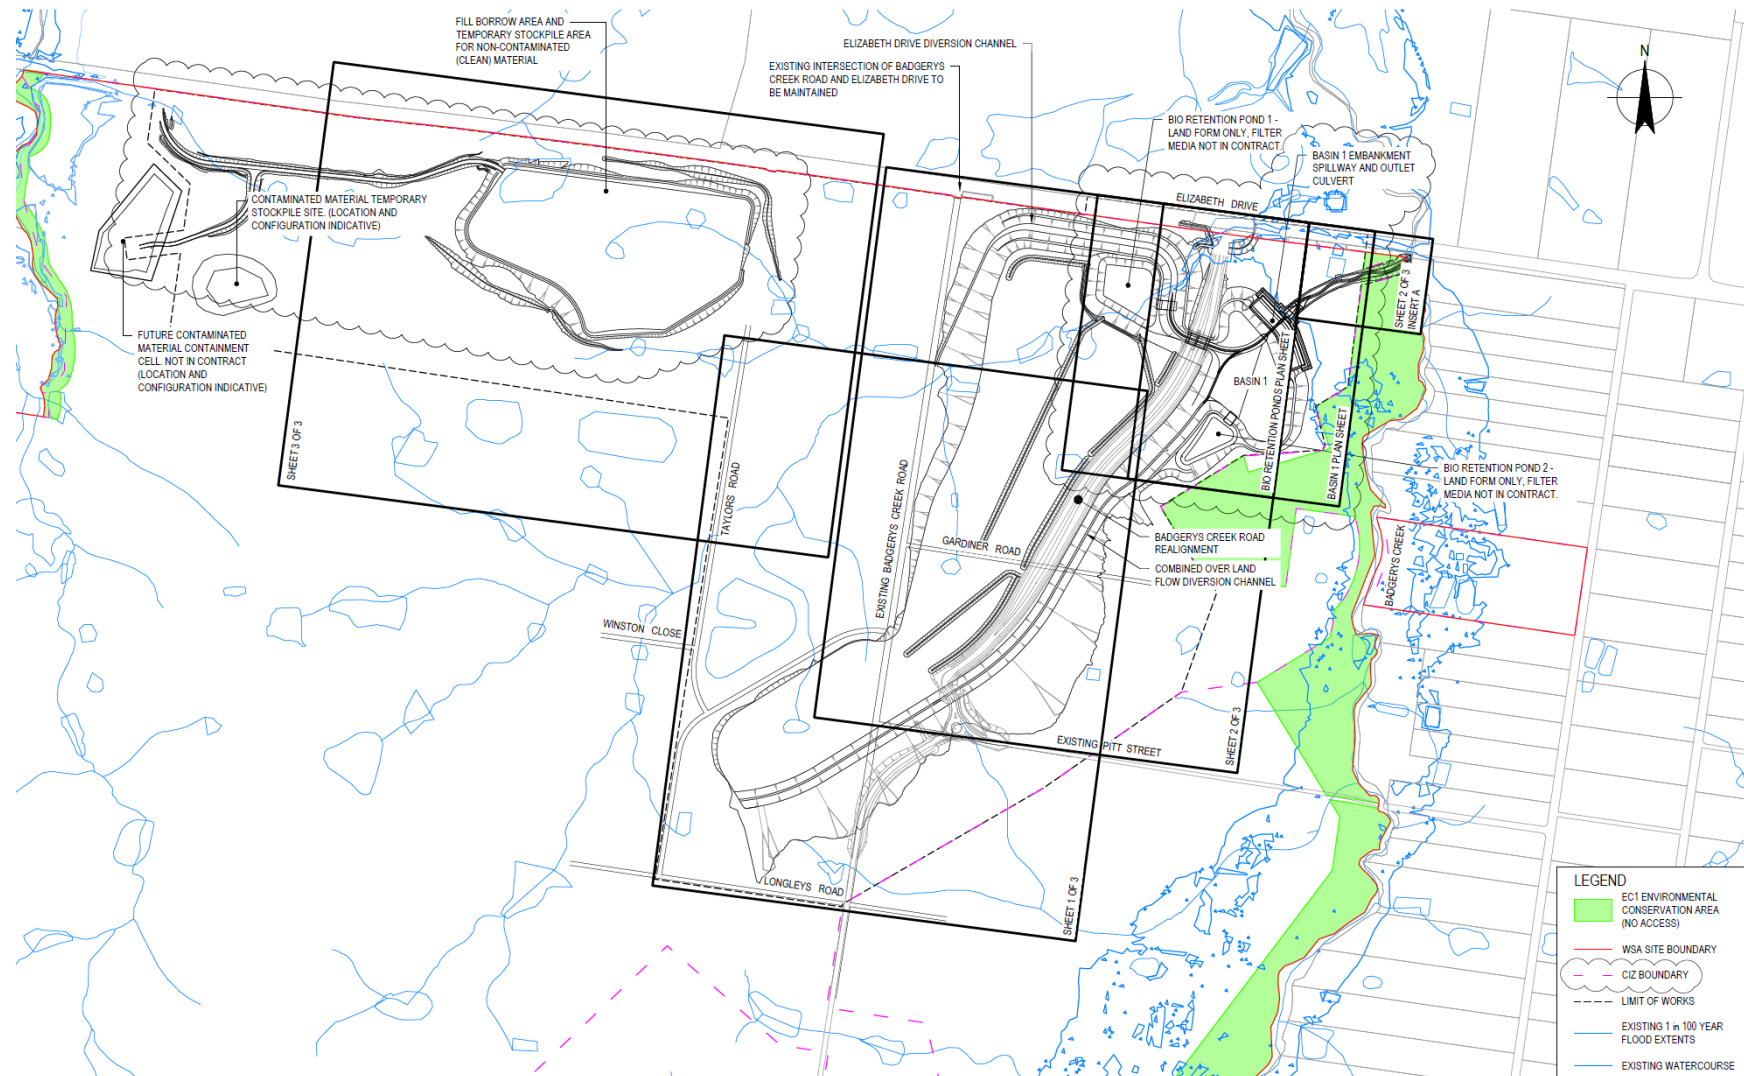 FILL BORROW AREA AND
TEMPORARY STOCKPILE AREA
FOR NON-CONTAMINATED
(CLEAN) MATERIAL
ELIZABETH DRIVE DIVERSION CHANNEL
EXISTING INTERSECTION OF BADGERYS
CREEK ROAD AND ELIZABETH DRIVE TO
BE MAINTAINED
N
BIO RETENTION POND 1 -
LAND FORM ONLY, FILTER
MEDIA NOT IN CONTRACT.
BASIN 1 EMBANKMENT
SPILLWAY AND OUTLET
CULVERT
ELIZABETH DRIVE
CONTAMINATED MATERIAL TEMPORARY
STOCKPILE SITE. (LOCATION AND
CONFIGURATION INDICATIVE)
SHEET 2 OF 3
INSERT A
FUTURE CONTAMINATED
MATERIAL CONTAINMENT
CELL. NOT IN CONTRACT
(LOCATION AND
CONFIGURATION INDICATIVE)
BASIN 1
BIO RETENTION PONDS PLAN SHEET
BASIN 1 PLAN SHEET
SHEET 3 OF 3
TAYLORS ROAD
EXISTING BADGERYS CREEK ROAD
BIO RETENTION POND 2 -
LAND FORM ONLY, FILTER
MEDIA NOT IN CONTRACT.
GARDINER ROAD
BADGERYS CREEK ROAD
REALIGNMENT
COMBINED OVER LAND
FLOW DIVERSION CHANNEL
BADGERYS CREEK
WINSTON CLOSE
EXISTING PITT STREET
SHEET 2 OF 3
LONGLEYS ROAD
SHEET 1 OF 3
LEGEND
EC1 ENVIRONMENTAL
CONSERVATION AREA
(NO ACCESS)
WSA SITE BOUNDARY
CIZ BOUNDARY
LIMIT OF WORKS
EXISTING 1 in 100 YEAR
FLOOD EXTENTS
EXISTING WATERCOURSE